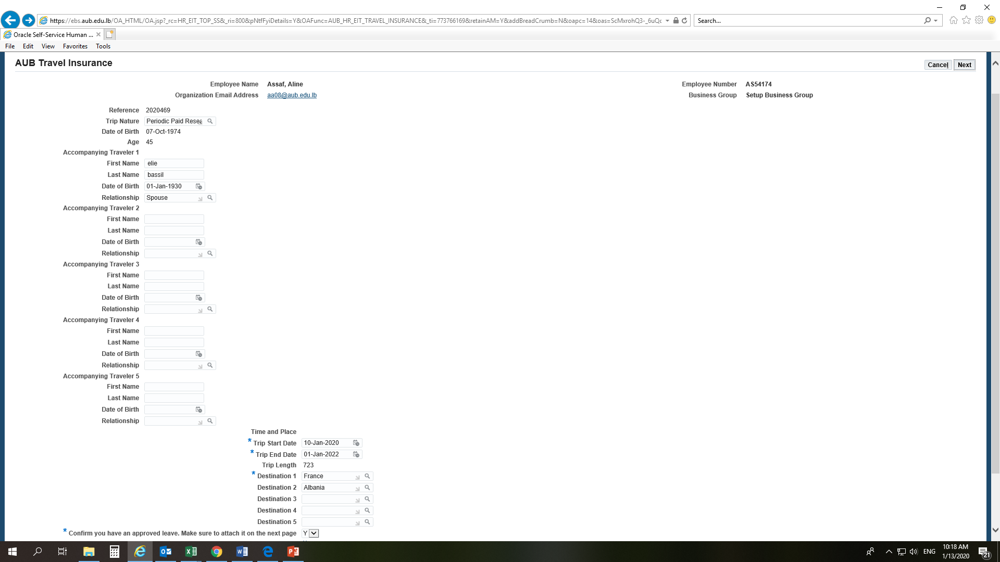 https://ebs.aub.edu.lb/OA_HTML/OA.jsp?_rc=HR_EIT_TOP_SS&_ri=800&pNtfFyiDetails=Y&OAFunc=AUB_HR_EIT_TRAVEL_INSURANCE&_ti=773766169&retainAM=Y&addBreadCrumb=N&oapc=14&oas=ScMxrohQ3-_6uQc Search...
Oracle Self-Service Human ...
File Edit View Favorites Tools
AUB Travel Insurance Cancel Next
Employee Name Assaf, Aline Employee Number AS54174
Organization Email Address aa08@aub.edu.lb Business Group Setup Business Group
Reference 2020469
Trip Nature Periodic Paid Resea
Date of Birth 07-Oct-1974
Age 45
Accompanying Traveler 1
First Name elie
Last Name bassil
Date of Birth 01-Jan-1930
Relationship Spouse
Accompanying Traveler 2
First Name
Last Name
Date of Birth
Relationship
Accompanying Traveler 3
First Name
Last Name
Date of Birth
Relationship
Accompanying Traveler 4
First Name
Last Name
Date of Birth
Relationship
Accompanying Traveler 5
First Name
Last Name
Date of Birth
Relationship
Time and Place
* Trip Start Date 10-Jan-2020
* Trip End Date 01-Jan-2022
Trip Length 723
* Destination 1 France
Destination 2 Albania
Destination 3
Destination 4
Destination 5
* Confirm you have an approved leave. Make sure to attach it on the next page Y
ENG 10:18 AM
1/13/2020 21